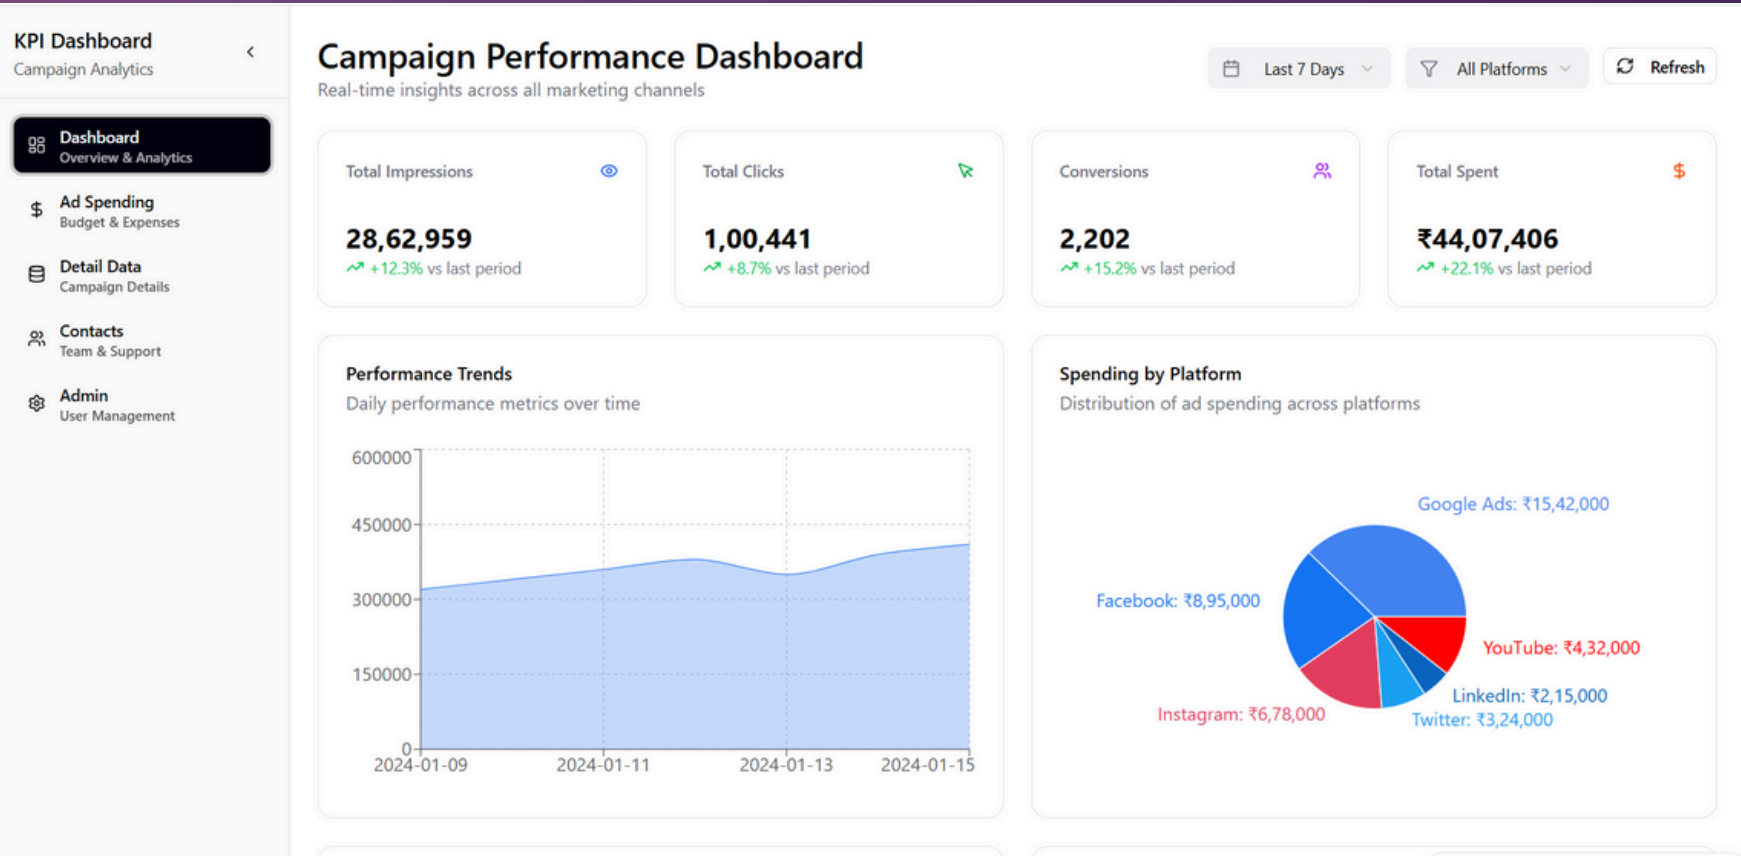 KPI Dashboard
Campaign Analytics
Dashboard
Overview & Analytics
Ad Spending
Budget & Expenses
Detail Data
Campaign Details
Contacts
Team & Support
Admin
User Management
Campaign Performance Dashboard
Real-time insights across all marketing channels
Last 7 Days
All Platforms
Refresh
Total Impressions
28,62,959
+12.3% vs last period
Total Clicks
1,00,441
+8.7% vs last period
Conversions
2,202
+15.2% vs last period
Total Spent
₹44,07,406
+22.1% vs last period
Performance Trends
Daily performance metrics over time
600000
450000
300000
150000
0
2024-01-09
2024-01-11
2024-01-13
2024-01-15
Spending by Platform
Distribution of ad spending across platforms
Google Ads: ₹15,42,000
Facebook: ₹8,95,000
YouTube: ₹4,32,000
LinkedIn: ₹2,15,000
Instagram: ₹6,78,000
Twitter: ₹3,24,000